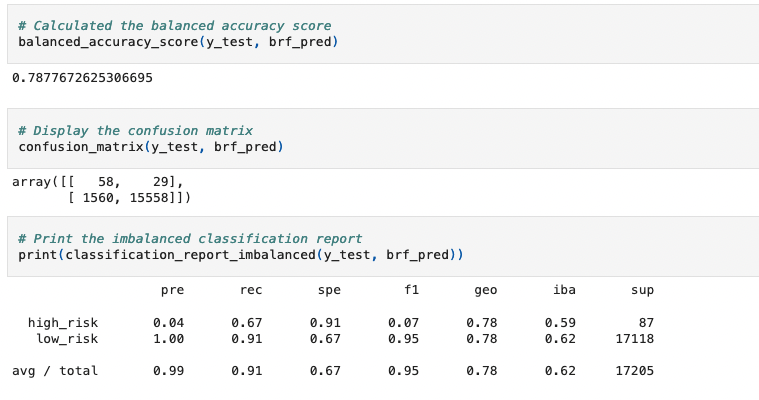 # Calculated the balanced accuracy score
balanced_accuracy_score(y_test, brf_pred)
0.7877672625306695
# Display the confusion matrix
confusion_matrix(y_test, brf_pred)
array([[   58,    29],
       [ 1560, 15558]])
# Print the imbalanced classification report
print(classification_report_imbalanced(y_test, brf_pred))
                   pre       rec       spe        f1       geo       iba       sup
  high_risk       0.04      0.67      0.91      0.07      0.78      0.59        87
   low_risk       1.00      0.91      0.67      0.95      0.78      0.62     17118
avg / total       0.99      0.91      0.67      0.95      0.78      0.62     17205